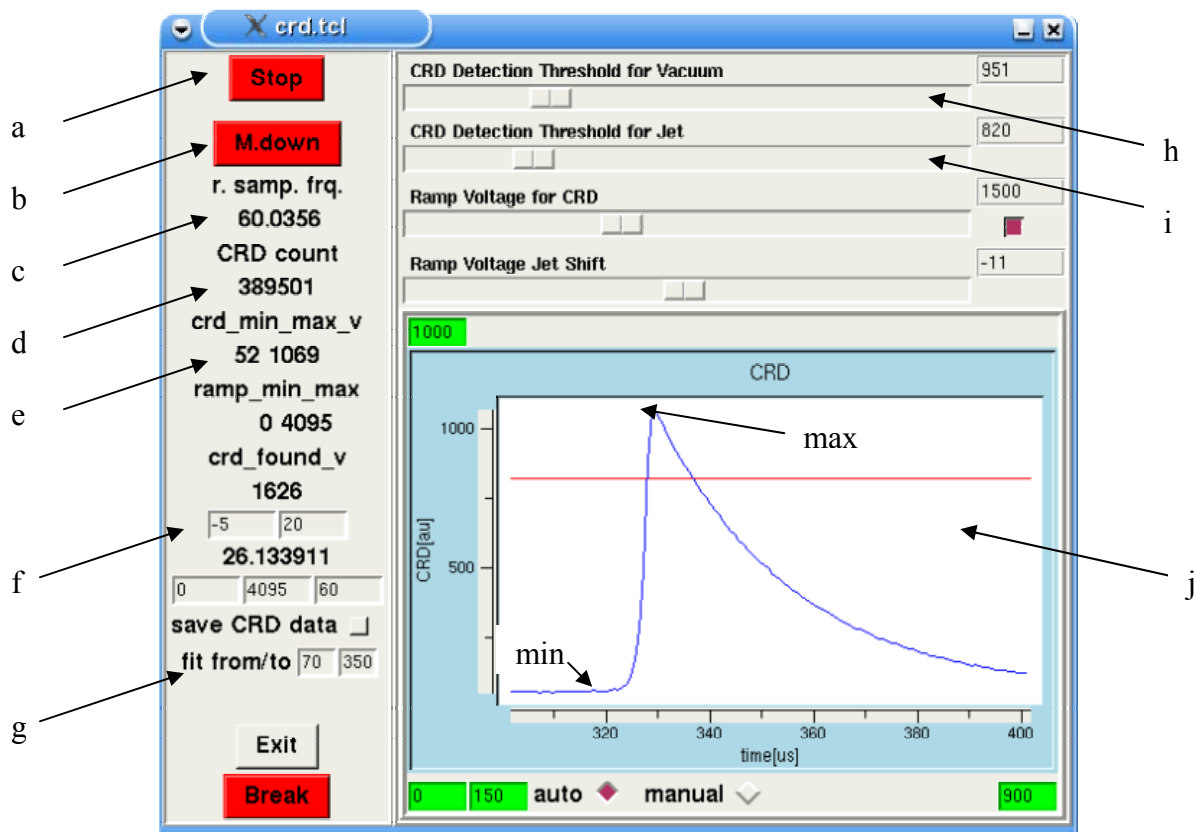 crd.tcl
a
b
c
d
e
f
g
Stop
M.down
r. samp. frq.
60.0356
CRD count
389501
crd_min_max_v
52 1069
ramp_min_max
0 4095
crd_found_v
1626
-5 20
26.133911
0 4095 60
save CRD data
fit from/to 70 350
Exit
Break
CRD Detection Threshold for Vacuum 951
CRD Detection Threshold for Jet 820
Ramp Voltage for CRD 1500
Ramp Voltage Jet Shift -11
h
i
j
1000
CRD
1000
500
CRD[au]
max
min
320 340 360 380 400
time[us]
0 150 auto manual 900